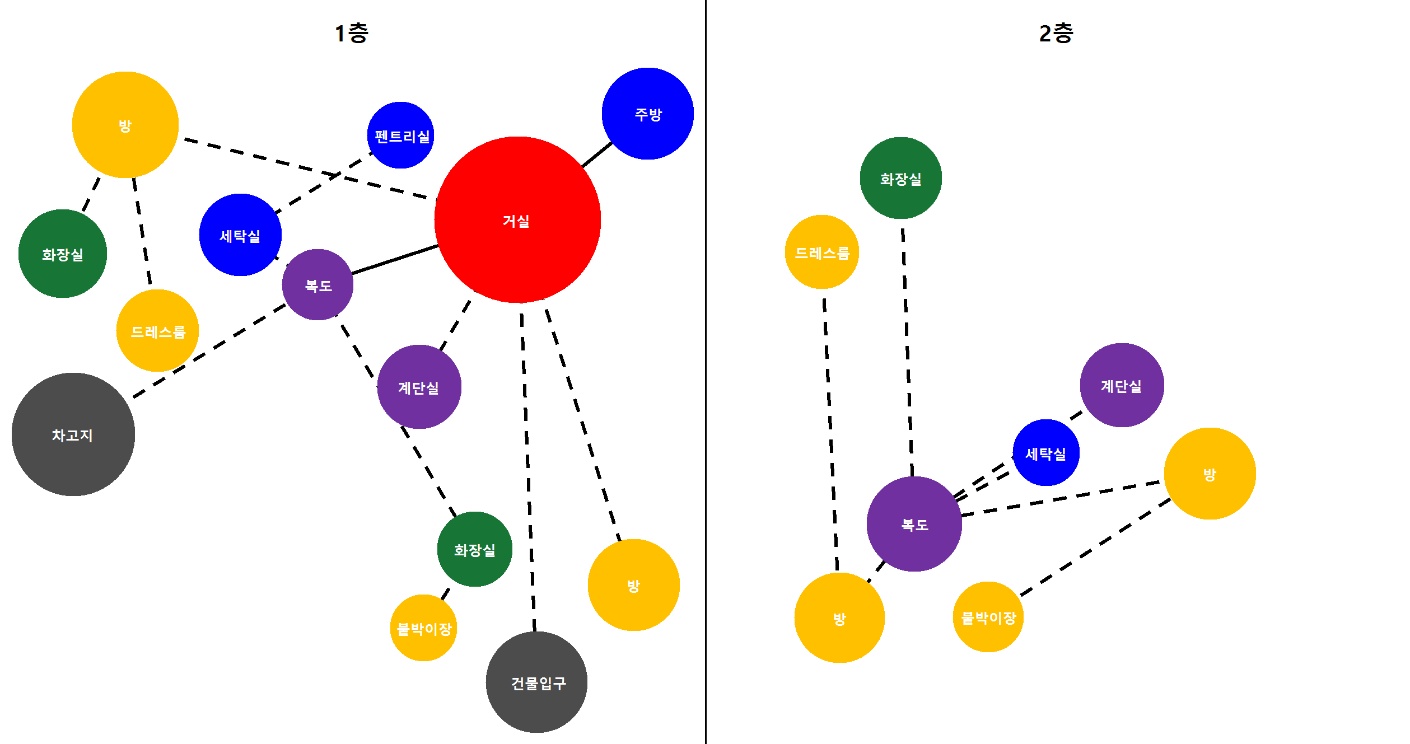 1층
방
펜트리실
주방
화장실
세탁실
거실
복도
드레스룸
계단실
차고지
화장실
방
붙박이장
건물입구
2층
화장실
드레스룸
계단실
세탁실
방
복도
방
붙박이장